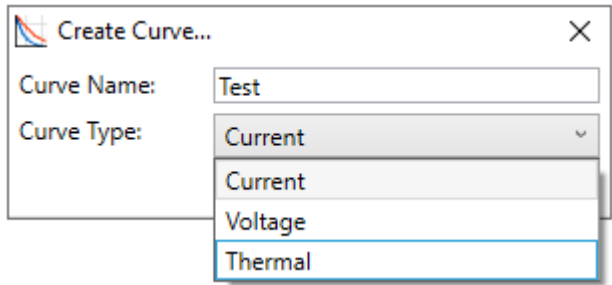 Create Curve...
Curve Name: Test
Curve Type: Current
Current
Voltage
Thermal